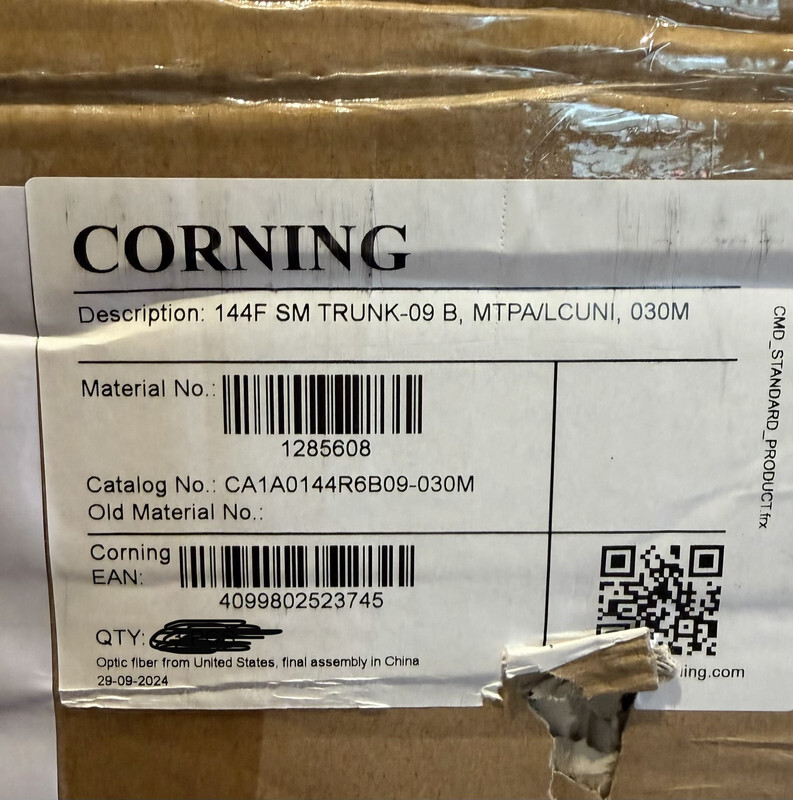 CORNING
Description: 144F SM TRUNK-09 B, MTPA/LCUNI, 030M
Material No.:
1285608
Catalog No.: CA1A0144R6B09-030M
Old Material No.:
Corning
EAN:
4099802523745
QTY:
Optic fiber from United States, final assembly in China
29-09-2024
ing.com
CMD_STANDARD_PRODUCT.frx